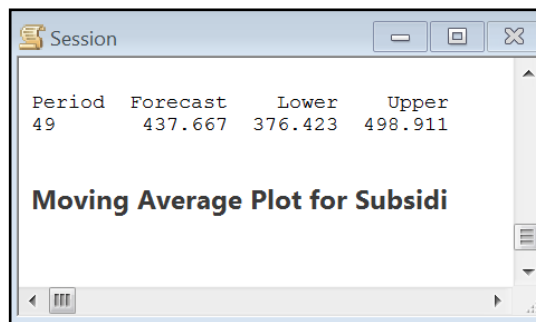 Session
Period Forecast Lower Upper
49 437.667 376.423 498.911
Moving Average Plot for Subsidi